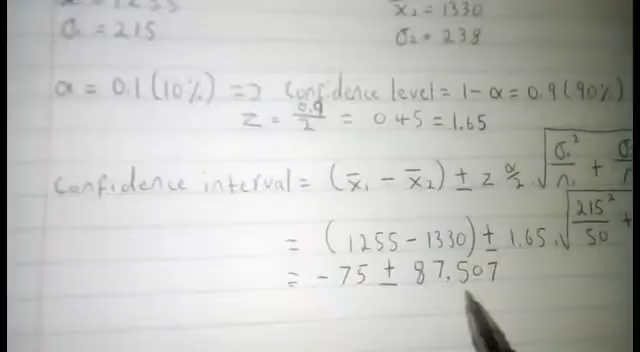 x̄₂ = 1330
σ₁ = 215 σ₂ = 238
α = 0.1 (10%) => Confidence level = 1 - α = 0.9 (90%)
z = 0.9/2 = 0.45 = 1.65
Confidence interval = (x̄₁ - x̄₂) ± z α/2 . √ σ₁²/n₁ +
= (1255 - 1330) ± 1.65 . √ 215²/50 +
= -75 ± 87.507